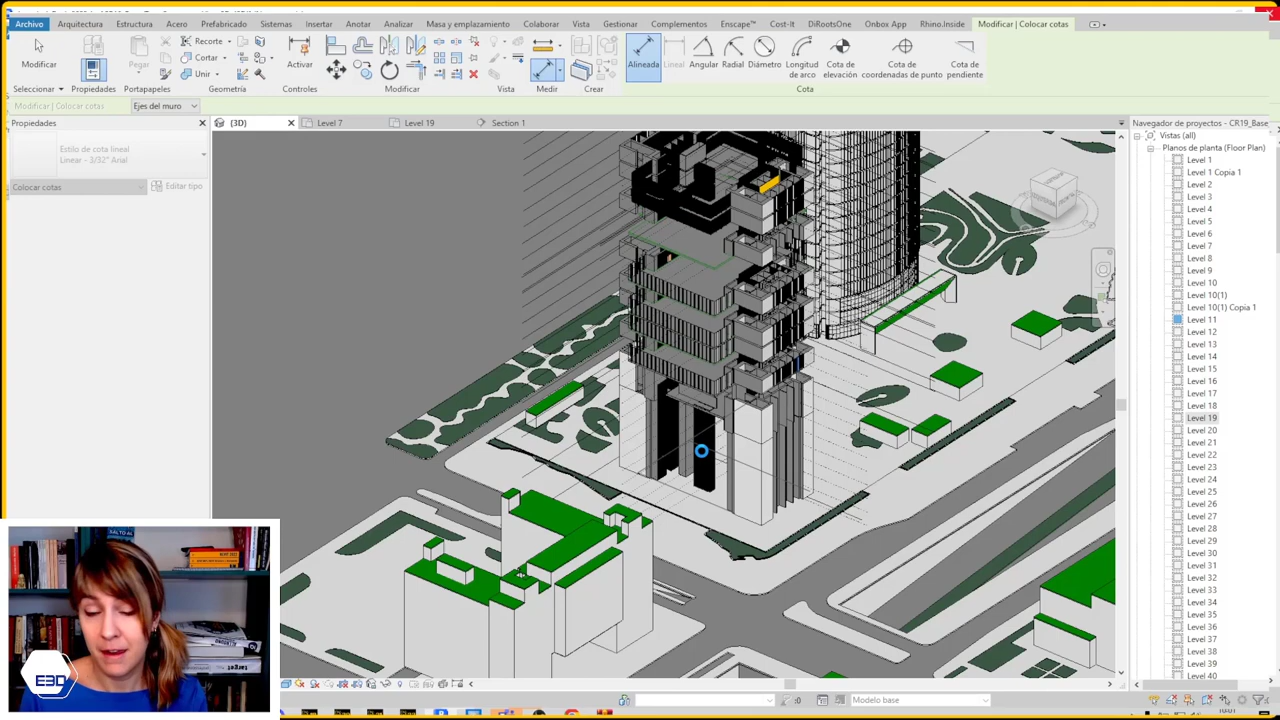 Archivo Arquitectura Estructura Acero Prefabricado Sistemas Insertar Anotar Analizar Masa y emplazamiento Colaborar Vista Gestionar Complementos Enscape™ Cost-It DiRootsOne Onbox App Rhino.Inside Modificar | Colocar cotas
Recorte
Cortar
Unir
Modificar Pegar Activar Alineada Lineal Angular Radial Diámetro Longitud de arco Cota de elevación Cota de coordenadas de punto Cota de pendiente
Seleccionar Propiedades Portapapeles Geometría Controles Modificar Vista Medir Crear Cota
Modificar | Colocar cotas Ejes del muro
Propiedades
(3D) Level 7 Level 19 Section 1
Navegador de proyectos - CR19_Base
Estilo de cota lineal
Linear - 3/32" Arial
Colocar cotas Editar tipo
Vistas (all)
Planos de planta (Floor Plan)
Level 1
Level 1 Copia 1
Level 2
Level 3
Level 4
Level 5
Level 6
Level 7
Level 8
Level 9
Level 10
Level 10(1)
Level 10(1) Copia 1
Level 11
Level 12
Level 13
Level 14
Level 15
Level 16
Level 17
Level 18
Level 19
Level 20
Level 21
Level 22
Level 23
Level 24
Level 25
Level 26
Level 27
Level 28
Level 29
Level 30
Level 31
Level 32
Level 33
Level 34
Level 35
Level 36
Level 37
Level 38
Level 39
Level 40
SALTO AL
target
E3D
:0 Modelo base